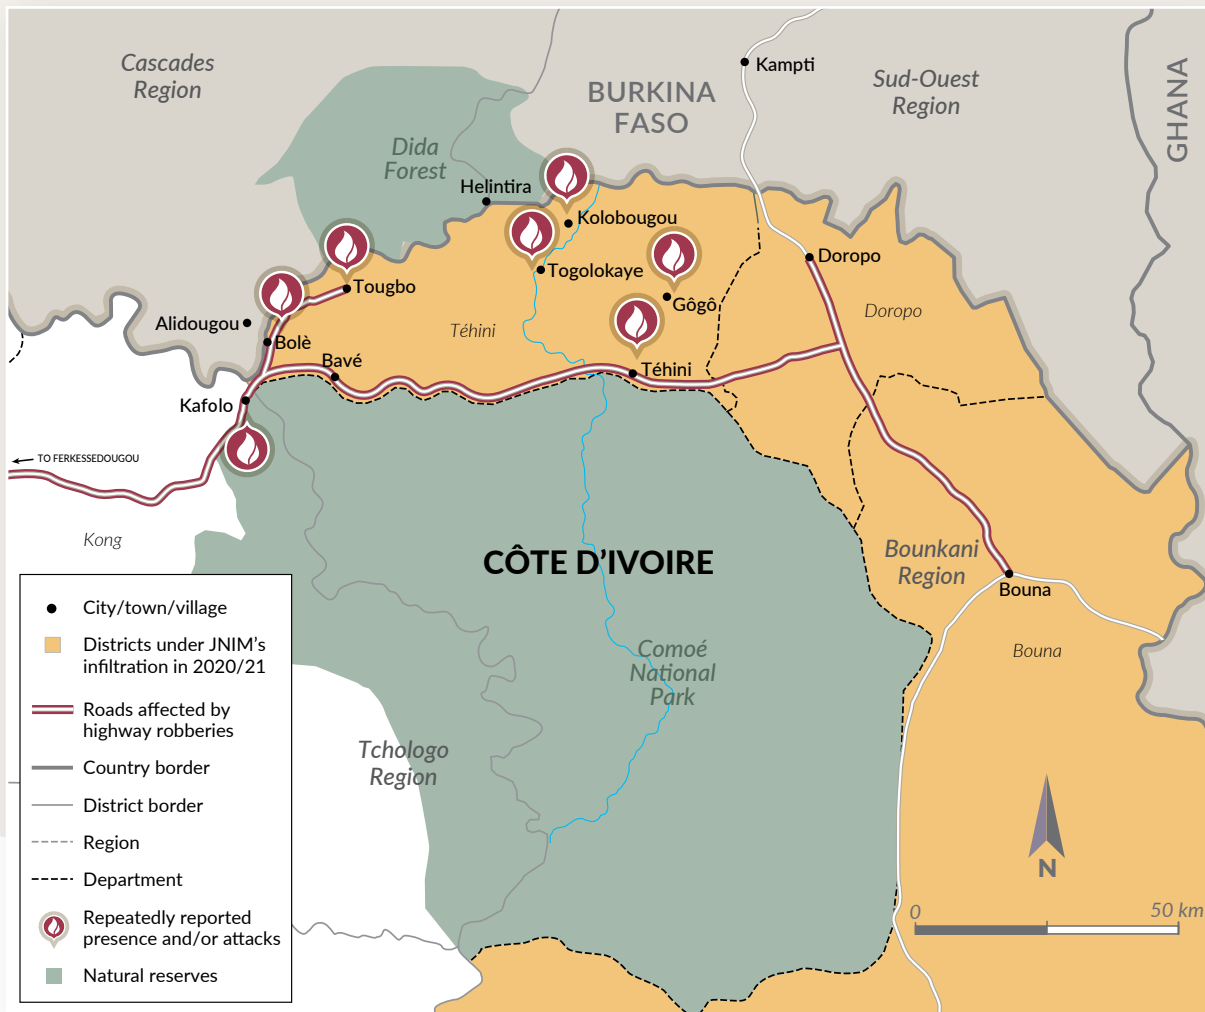 Cascades
Region
BURKINA
FASO
Kampti
Sud-Ouest
Region
GHANA
Dida
Forest
Helintira
Kolobougou
Togolokaye
Doropo
Tougbo
Gôgô
Doropo
Alidougou
Téhini
Bolè
Bavé
Téhini
Kafolo
TO FERKESSEDOUGOU
Kong
CÔTE D’IVOIRE
Bounkani
Region
Bouna
Comoé
National
Park
Bouna
Tchologo
Region
City/town/village
Districts under JNIM’s
infiltration in 2020/21
Roads affected by
highway robberies
Country border
District border
Region
Department
Repeatedly reported
presence and/or attacks
Natural reserves
N
0
50 km